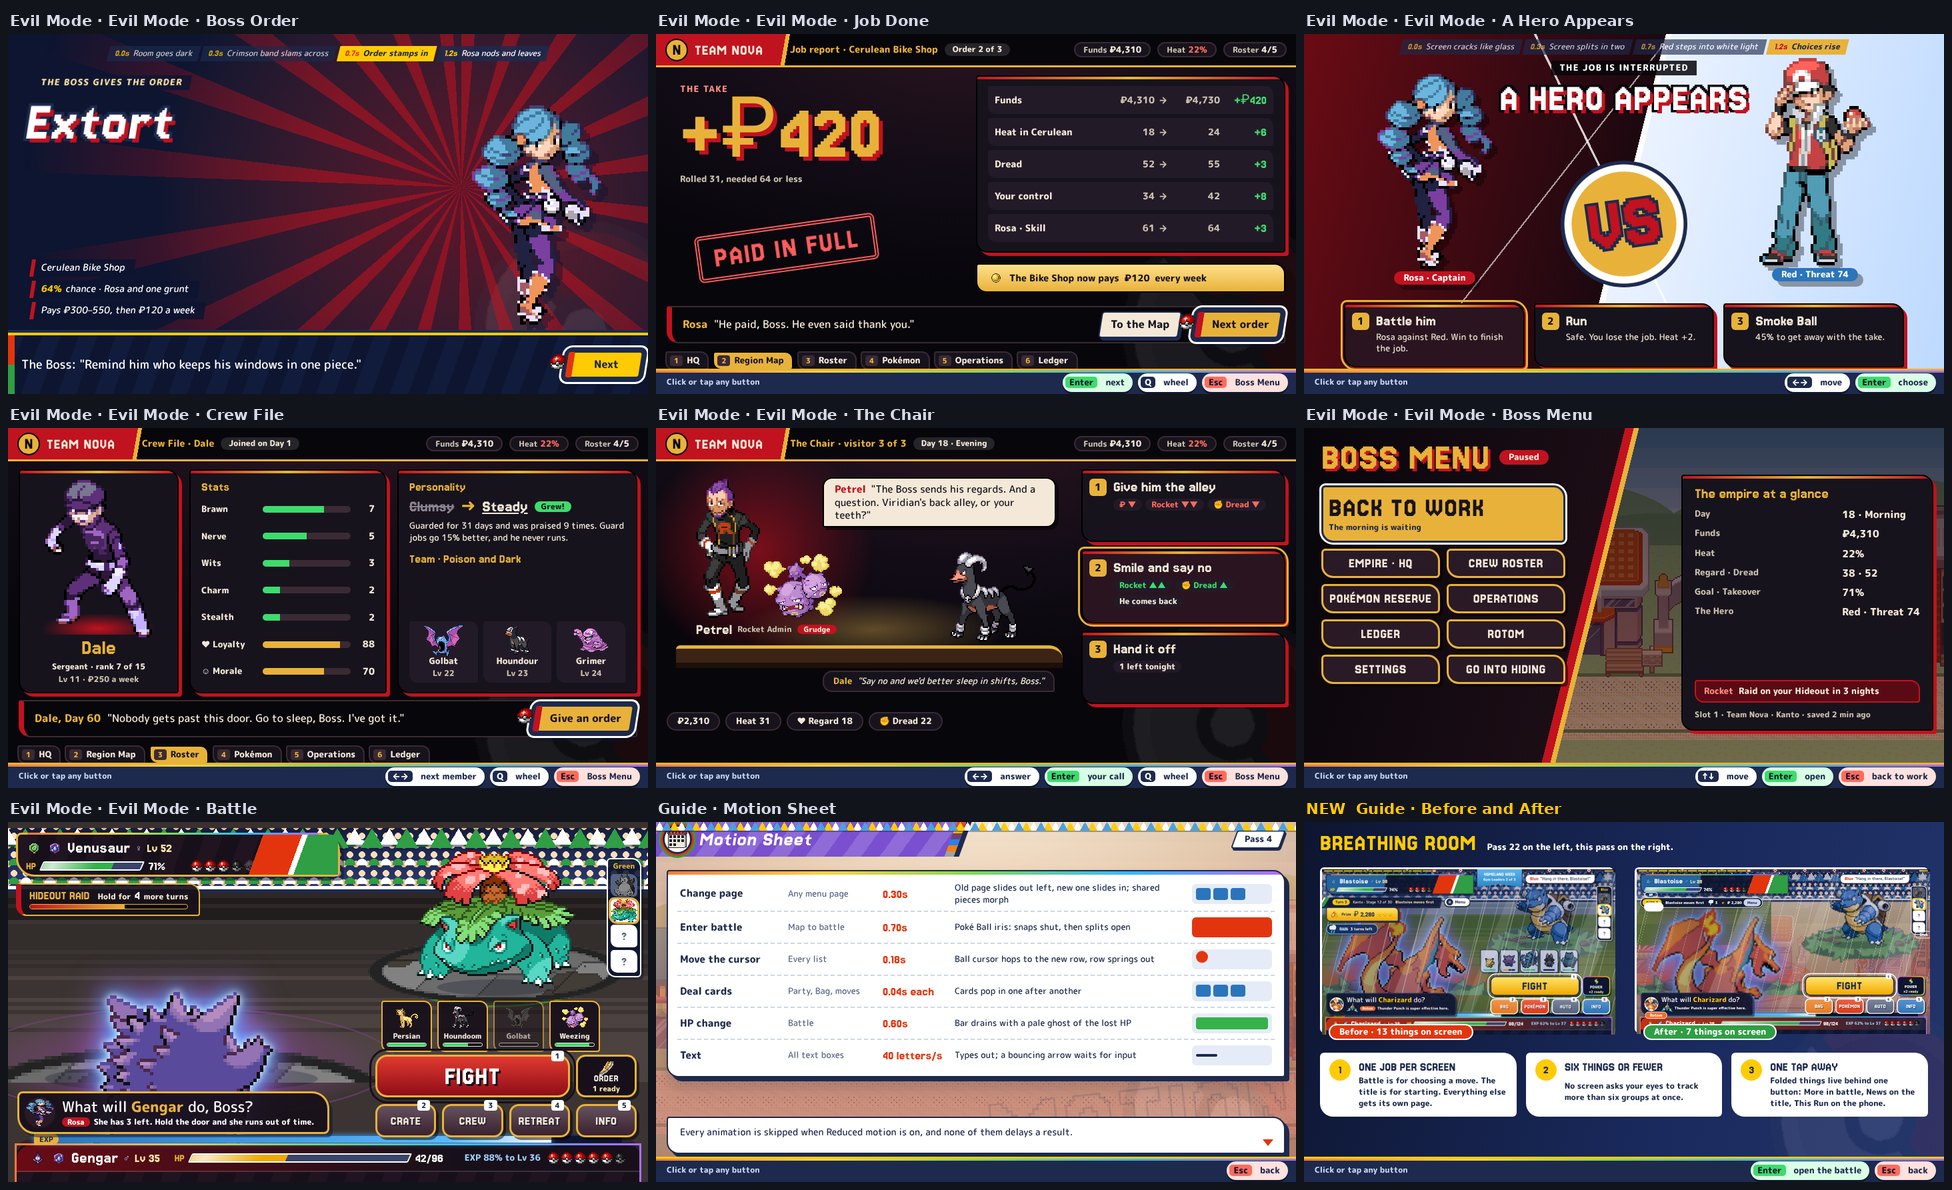 Evil Mode · Evil Mode · Boss Order
0.0s Room goes dark
0.3s Crimson band slams across
0.7s Order stamps in
1.2s Rosa nods and leaves
THE BOSS GIVES THE ORDER
Extort
Cerulean Bike Shop
64% chance · Rosa and one grunt
Pays ₽300–500, then ₽120 a week
The Boss: "Remind him who keeps his windows in one piece."
Next
Evil Mode · Evil Mode · Job Done
N TEAM NOVA
Job report · Cerulean Bike Shop
Order 2 of 3
Funds ₽4,310
Heat 22%
Roster 4/5
THE TAKE
+₽420
Rolled 31, needed 64 or less
PAID IN FULL
Funds ₽4,310 → ₽4,730 +₽420
Heat in Cerulean 18 → 24 +6
Dread 52 → 55 +3
Your control 34 → 42 +8
Rosa · Skill 61 → 64 +3
The Bike Shop now pays ₽120 every week
Rosa "He paid, Boss. He even said thank you."
To the Map
Next order
1 HQ
2 Region Map
3 Roster
4 Pokémon
5 Operations
6 Ledger
Click or tap any button
Enter next
Q wheel
Esc Boss Menu
Evil Mode · Evil Mode · A Hero Appears
0.0s Screen cracks like glass
Screen splits in two
0.7s Red steps into white light
1.2s Choices rise
THE JOB IS INTERRUPTED
A HERO APPEARS
VS
Rosa · Captain
Red · Threat 74
1 Battle him
Rosa against Red. Win to finish
the job.
2 Run
Safe. You lose the job. Heat +2.
3 Smoke Ball
45% to get away with the take.
Click or tap any button
←→ move
Enter choose
Evil Mode · Evil Mode · Crew File
N TEAM NOVA
Crew File · Dale
Joined on Day 1
Funds ₽4,310
Heat 22%
Roster 4/5
Dale
Sergeant · rank 7 of 15
Lv 11 · ₽250 a week
Stats
Brawn 7
Nerve 5
Wits 3
Charm 2
Stealth 2
♥ Loyalty 88
☺ Morale 70
Personality
Clumsy → Steady Grew!
Guarded for 31 days and was praised 9 times. Guard
jobs go 15% better, and he never runs.
Team · Poison and Dark
Golbat
Lv 22
Houndour
Lv 23
Grimer
Lv 24
Dale, Day 60 "Nobody gets past this door. Go to sleep, Boss. I've got it."
Give an order
1 HQ
2 Region Map
3 Roster
4 Pokémon
5 Operations
6 Ledger
Click or tap any button
←→ next member
Q wheel
Esc Boss Menu
Evil Mode · Evil Mode · The Chair
N TEAM NOVA
The Chair · visitor 3 of 3
Day 18 · Evening
Funds ₽4,310
Heat 22%
Roster 4/5
Petrel "The Boss sends his regards. And a
question. Viridian's back alley, or your
teeth?"
Petrel Rocket Admin Grudge
Dale "Say no and we'd better sleep in shifts, Boss."
₽2,310
Heat 31
♥ Regard 18
Dread 22
1 Give him the alley
₽ ▼ Rocket ▼▼ Dread ▼
2 Smile and say no
Rocket ▲▲ Dread ▲
He comes back
3 Hand it off
1 left tonight
Click or tap any button
←→ answer
Enter your call
Q wheel
Esc Boss Menu
Evil Mode · Evil Mode · Boss Menu
BOSS MENU
Paused
BACK TO WORK
The morning is waiting
EMPIRE · HQ
CREW ROSTER
POKÉMON RESERVE
OPERATIONS
LEDGER
ROTOM
SETTINGS
GO INTO HIDING
The empire at a glance
Day 18 · Morning
Funds ₽4,310
Heat 22%
Regard · Dread 38 · 52
Goal · Takeover 71%
The Hero Red · Threat 74
Rocket Raid on your Hideout in 3 nights
Slot 1 · Team Nova · Kanto · saved 2 min ago
Click or tap any button
↑↓ move
Enter open
Esc back to work
Evil Mode · Evil Mode · Battle
Venusaur ♀ Lv 52
HP 71%
Green
HIDEOUT RAID Hold for 4 more turns
?
?
Persian
Houndoom
Golbat
Weezing
1
FIGHT
ORDER
1 ready
2
CRATE
3
CREW
4
RETREAT
5
INFO
What will Gengar do, Boss?
Rosa She has 3 left. Hold the door and she runs out of time.
EXP
Gengar ♂ Lv 35 HP 42/96 EXP 88% to Lv 36
Guide · Motion Sheet
Motion Sheet
Pass 4
Change page Any menu page 0.30s Old page slides out left, new one slides in; shared
pieces morph
Enter battle Map to battle 0.70s Poké Ball iris: snaps shut, then splits open
Move the cursor Every list 0.18s Ball cursor hops to the new row, row springs out
Deal cards Party, Bag, moves 0.04s each Cards pop in one after another
HP change Battle 0.60s Bar drains with a pale ghost of the lost HP
Text All text boxes 40 letters/s Types out; a bouncing arrow waits for input
Every animation is skipped when Reduced motion is on, and none of them delays a result.
Click or tap any button
Esc back
NEW Guide · Before and After
BREATHING ROOM
Pass 22 on the left, this pass on the right.
Blastoise
FIGHT
What will Charizard do?
Before · 13 things on screen
Blastoise
FIGHT
What will Charizard do?
After · 7 things on screen
1 ONE JOB PER SCREEN
Battle is for choosing a move. The
title is for starting. Everything else
gets its own page.
2 SIX THINGS OR FEWER
No screen asks your eyes to track
more than six groups at once.
3 ONE TAP AWAY
Folded things live behind one
button: More in battle, News on the
title, This Run on the phone.
Click or tap any button
Enter open the battle
Esc back